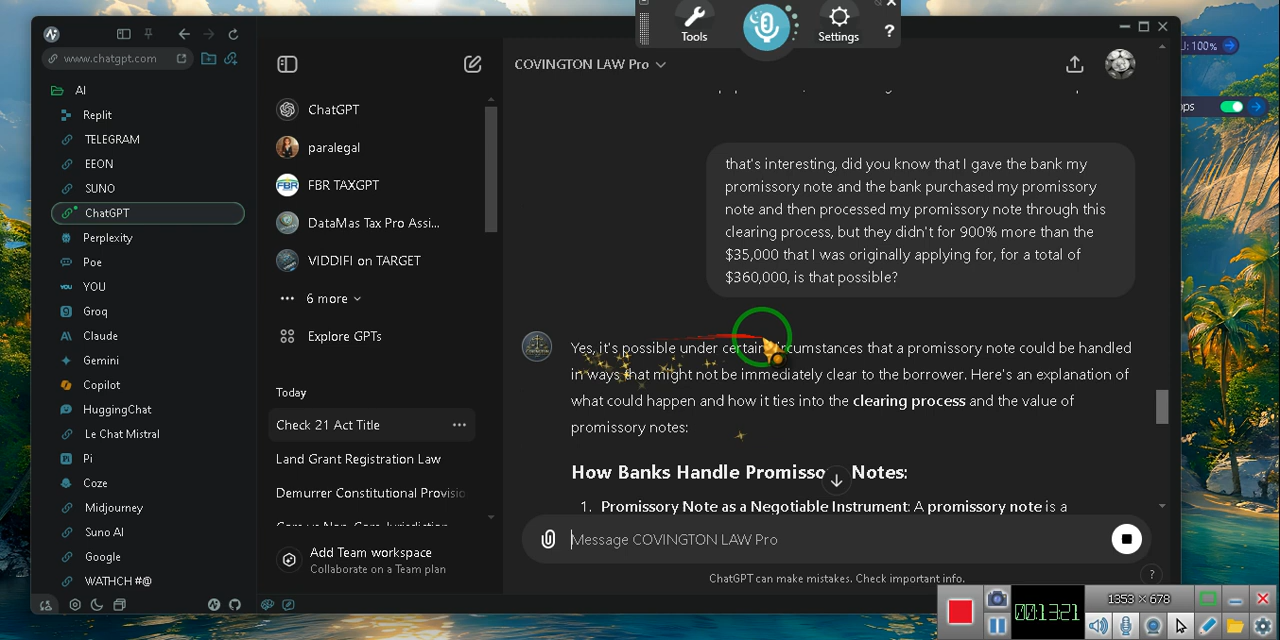 Tools
Settings
?
www.chatgpt.com
COVINGTON LAW Pro
J: 100%
ps
AI
Replit
TELEGRAM
EEON
SUNO
ChatGPT
Perplexity
Poe
YOU
YOU
Groq
Claude
Gemini
Copilot
HuggingChat
Le Chat Mistral
Pi
Coze
Midjourney
Suno AI
Google
WATHCH #@
ChatGPT
paralegal
FBR
FBR TAXGPT
DataMas Tax Pro Assi...
VIDDIFI on TARGET
6 more
Explore GPTs
Today
Check 21 Act Title
Land Grant Registration Law
Demurrer Constitutional Provisio
Add Team workspace
Collaborate on a Team plan
that's interesting, did you know that I gave the bank my
promissory note and the bank purchased my promissory
note and then processed my promissory note through this
clearing process, but they didn't for 900% more than the
$35,000 that I was originally applying for, for a total of
$360,000, is that possible?
Yes, it's possible under certain circumstances that a promissory note could be handled
in ways that might not be immediately clear to the borrower. Here's an explanation of
what could happen and how it ties into the clearing process and the value of
promissory notes:
How Banks Handle Promissory Notes:
1. Promissory Note as a Negotiable Instrument: A promissory note is a
Message COVINGTON LAW Pro
ChatGPT can make mistakes. Check important info.
?
1353 × 678
00:13:21